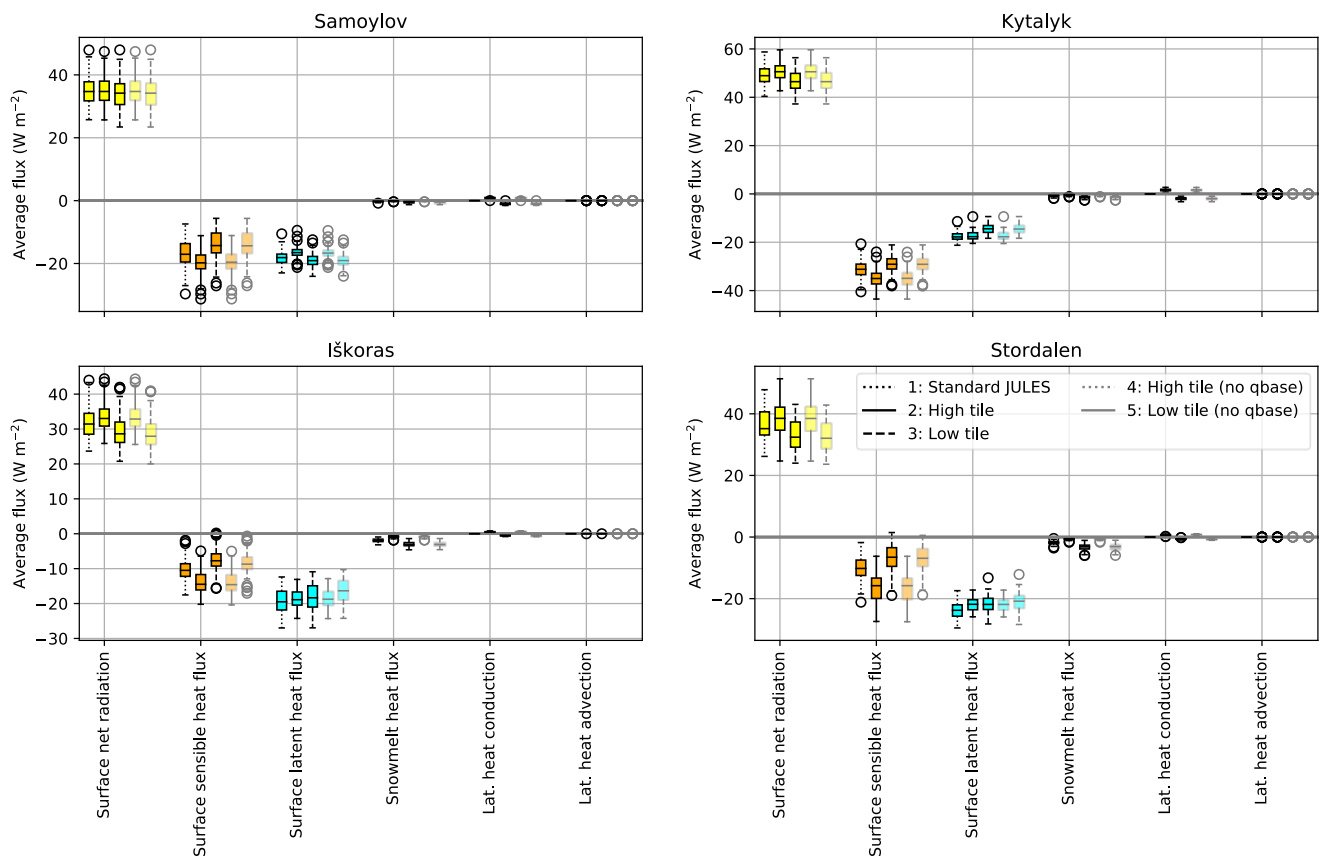 Samoylov
Average flux (W m⁻²)
40
20
0
−20
Kytalyk
Average flux (W m⁻²)
60
40
20
0
−20
−40
Iškoras
Average flux (W m⁻²)
40
30
20
10
0
−10
−20
−30
Surface net radiation
Surface sensible heat flux
Surface latent heat flux
Snowmelt heat flux
Lat. heat conduction
Lat. heat advection
Stordalen
Average flux (W m⁻²)
40
20
0
−20
1: Standard JULES
2: High tile
3: Low tile
4: High tile (no qbase)
5: Low tile (no qbase)
Surface net radiation
Surface sensible heat flux
Surface latent heat flux
Snowmelt heat flux
Lat. heat conduction
Lat. heat advection